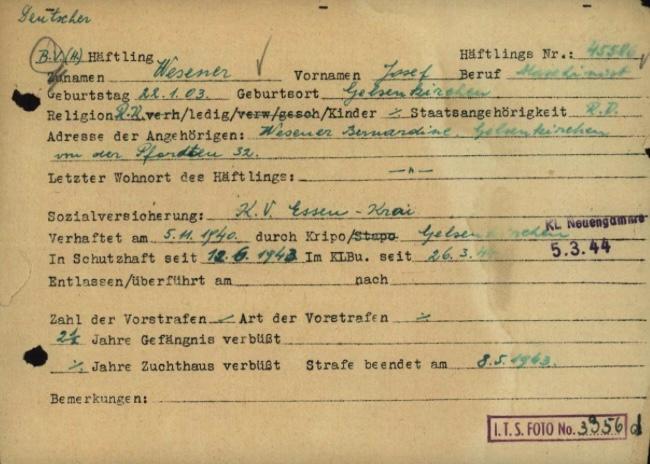 Deutscher
B.V.(A) Häftling Häftlings Nr.: 45586
Zunamen Wesener Vornamen Josef Beruf Maschinist
Geburtstag 22.1.03. Geburtsort Gelsenkirchen
Religion R.K. verh/ledig/verw/gesch/Kinder ⁒ Staatsangehörigkeit R.D.
Adresse der Angehörigen: Wesener Bernardine, Gelsenkirchen
von der Pfordten 32.
Letzter Wohnort des Häftlings: —"—
Sozialversicherung: K.V. Essen-Kray
Verhaftet am 5.11.1940. durch Kripo/Stapo Gelsenkirchen
KL Neuengamme
5.3.44
In Schutzhaft seit 12.6.1943 Im KLBu. seit 26.3.44
Entlassen/überführt am nach
Zahl der Vorstrafen Art der Vorstrafen ⁒
2½ Jahre Gefängnis verbüßt
⁒ Jahre Zuchthaus verbüßt Strafe beendet am 8.5.1943.
Bemerkungen:
I.T.S. FOTO No. 3956